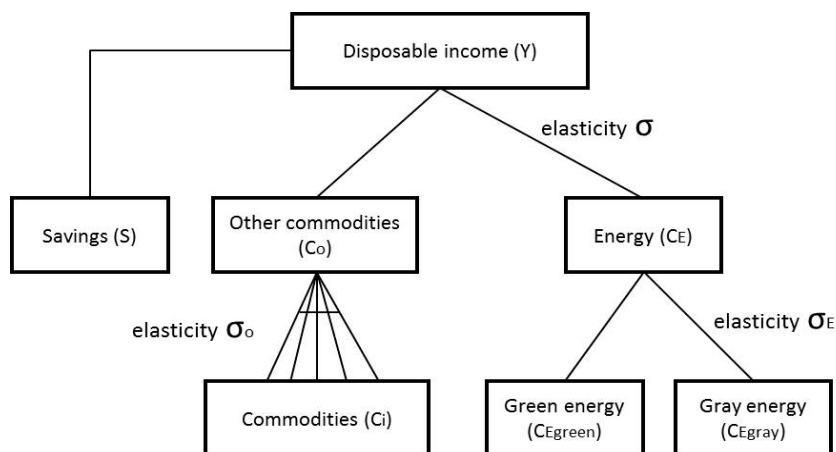 Disposable income (Y)
elasticity σ
Savings (S)
Other commodities
(Co)
Energy (CE)
elasticity σo
elasticity σE
Commodities (Ci)
Green energy
(CEgreen)
Gray energy
(CEgray)